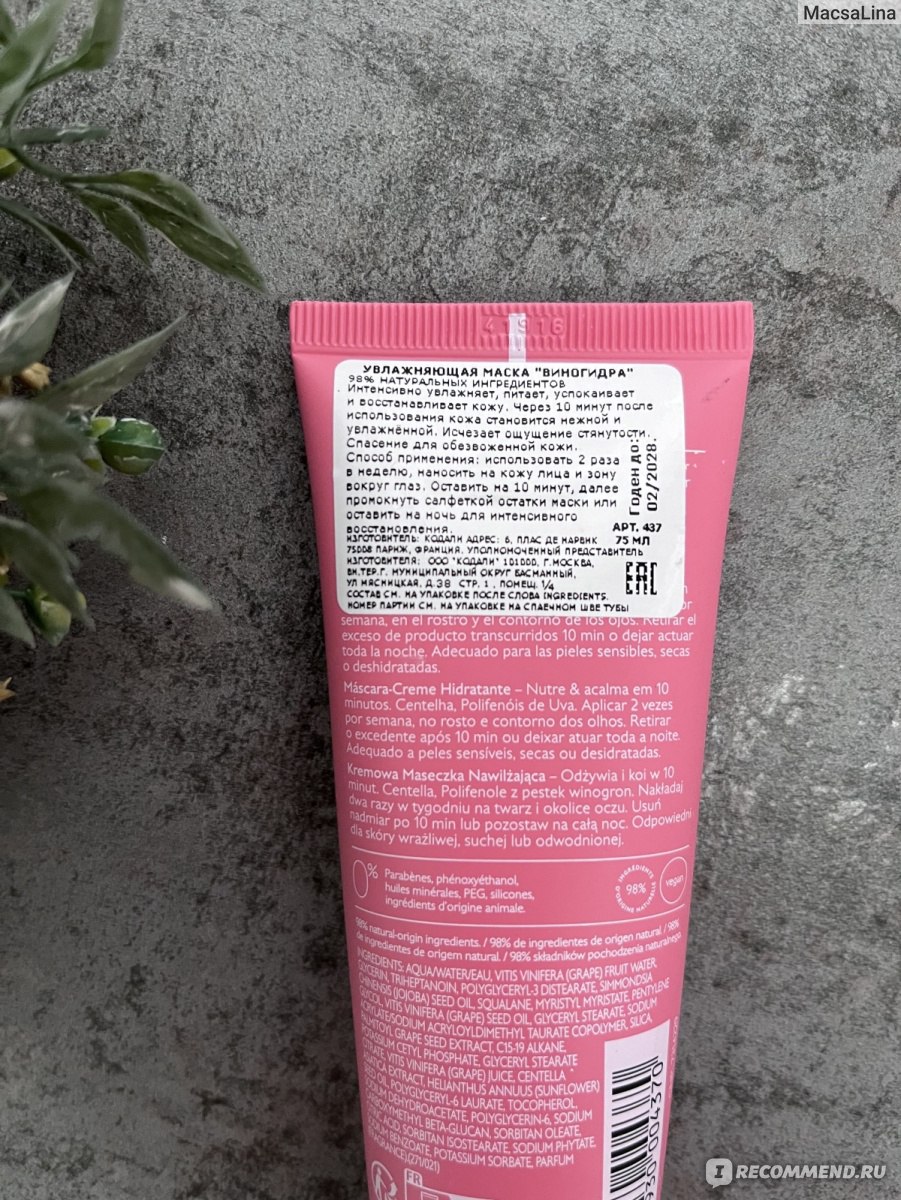 MacsaLina
41916
УВЛАЖНЯЮЩАЯ МАСКА "ВИНОГИДРА"
98% НАТУРАЛЬНЫХ ИНГРЕДИЕНТОВ
Интенсивно увлажняет, питает, успокаивает
и восстанавливает кожу. Через 10 минут после
использования кожа становится нежной и
увлажнённой. Исчезает ощущение стянутости.
Спасение для обезвоженной кожи.
Способ применения: использовать 2 раза
в неделю, наносить на кожу лица и зону
вокруг глаз. Оставить на 10 минут, далее
промокнуть салфеткой остатки маски или
оставить на ночь для интенсивного
восстановления.
Годен до:
02/2028.
АРТ. 437
75 МЛ
ИЗГОТОВИТЕЛЬ: КОДАЛИ АДРЕС: 6, ПЛАС ДЕ НАРВИК
75008 ПАРИЖ, ФРАНЦИЯ. УПОЛНОМОЧЕННЫЙ ПРЕДСТАВИТЕЛЬ
ИЗГОТОВИТЕЛЯ: ООО "КОДАЛИ" 101000, Г.МОСКВА,
ВН.ТЕР.Г. МУНИЦИПАЛЬНЫЙ ОКРУГ БАСМАННЫЙ,
УЛ МЯСНИЦКАЯ, Д.38 СТР. 1, ПОМЕЩ. 1/4
СОСТАВ СМ. НА УПАКОВКЕ ПОСЛЕ СЛОВА INGREDIENTS.
НОМЕР ПАРТИИ СМ. НА УПАКОВКЕ НА СПАЕЧНОМ ШВЕ ТУБЫ
EAC
semana, en el rostro y el contorno de los ojos. Retirar el
exceso de producto transcurridos 10 min o dejar actuar
toda la noche. Adecuado para las pieles sensibles, secas
o deshidratadas.
Máscara-Creme Hidratante – Nutre & acalma em 10
minutos. Centelha, Polifenóis de Uva. Aplicar 2 vezes
por semana, no rosto e contorno dos olhos. Retirar
o excedente após 10 min ou deixar atuar toda a noite.
Adequado a peles sensíveis, secas ou desidratadas.
Kremowa Maseczka Nawilżająca – Odżywia i koi w 10
minut. Centella, Polifenole z pestek winogron. Nakładaj
dwa razy w tygodniu na twarz i okolice oczu. Usuń
nadmiar po 10 min lub pozostaw na całą noc. Odpowiedni
dla skóry wrażliwej, suchej lub odwodnionej.
0% Parabènes, phénoxyéthanol,
huiles minérales, PEG, silicones,
ingrédients d'origine animale.
98% INGRÉDIENTS D'ORIGINE NATURELLE
vegan
98% natural-origin ingredients. / 98% de ingredientes de origen natural. / 98%
de ingredientes de origem natural. / 98% składników pochodzenia naturalnego.
INGREDIENTS: AQUA/WATER/EAU, VITIS VINIFERA (GRAPE) FRUIT WATER,
GLYCERIN, TRIHEPTANOIN, POLYGLYCERYL-3 DISTEARATE, SIMMONDSIA
CHINENSIS (JOJOBA) SEED OIL, SQUALANE, MYRISTYL MYRISTATE, PENTYLENE
GLYCOL, VITIS VINIFERA (GRAPE) SEED OIL, GLYCERYL STEARATE, SODIUM
ACRYLATE/SODIUM ACRYLOYLDIMETHYL TAURATE COPOLYMER, SILICA,
PALMITOYL GRAPE SEED EXTRACT, C15-19 ALKANE,
POTASSIUM CETYL PHOSPHATE, GLYCERYL STEARATE
CITRATE, VITIS VINIFERA (GRAPE) JUICE, CENTELLA
ASIATICA EXTRACT, HELIANTHUS ANNUUS (SUNFLOWER)
SEED OIL, POLYGLYCERYL-6 LAURATE, TOCOPHEROL,
SODIUM DEHYDROACETATE, POLYGLYCERIN-6, SODIUM
CARBOXYMETHYL BETA-GLUCAN, SORBITAN OLEATE,
ACID, SORBITAN ISOSTEARATE, SODIUM PHYTATE,
BENZOATE, POTASSIUM SORBATE, PARFUM
(FRAGRANCE).(271/021)
FR
930 004370
IRECOMMEND.RU